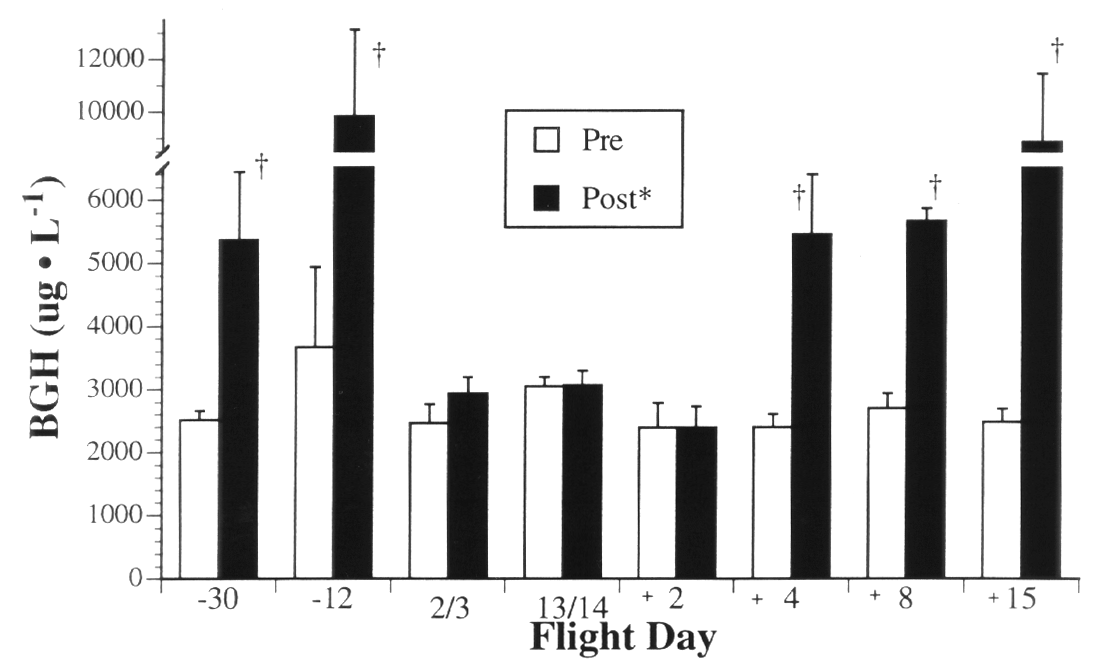 12000
10000
6000
5000
4000
3000
2000
1000
0
BGH (ug • L-1)
†
†
†
†
†
Pre
Post*
-30 -12 2/3 13/14 + 2 + 4 + 8 + 15
Flight Day